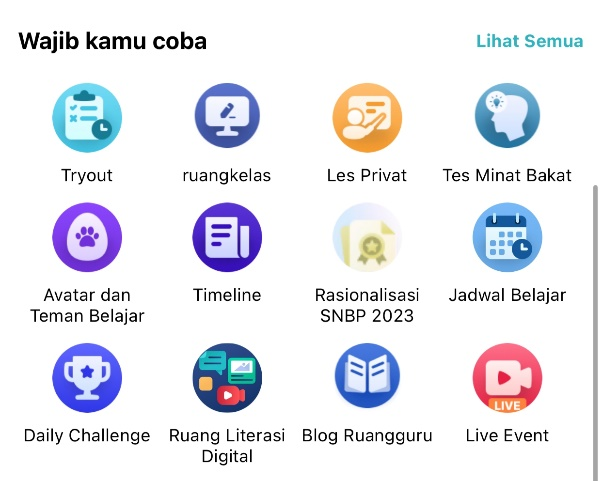 Wajib kamu coba
Lihat Semua
Tryout
ruangkelas
Les Privat
Tes Minat Bakat
Avatar dan
Teman Belajar
Timeline
Rasionalisasi
SNBP 2023
Jadwal Belajar
LIVE
Daily Challenge
Ruang Literasi
Digital
Blog Ruangguru
Live Event